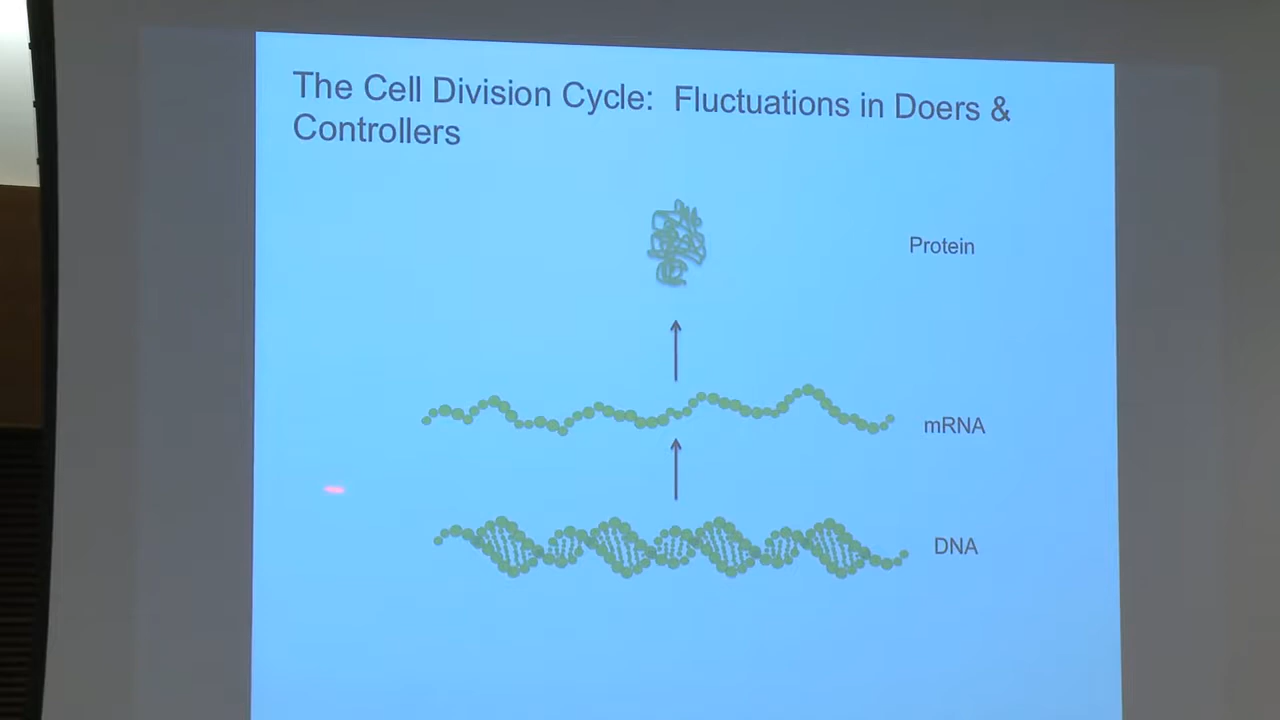 The Cell Division Cycle: Fluctuations in Doers &
Controllers
Protein
mRNA
DNA